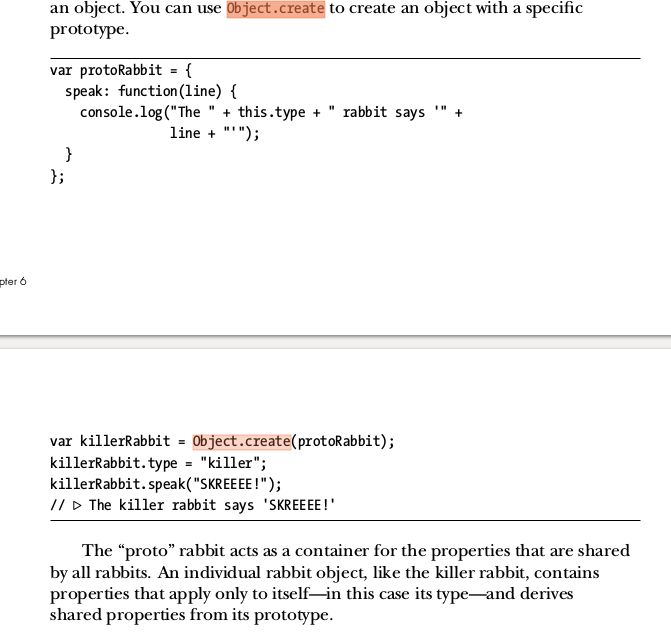 an object. You can use Object.create to create an object with a specific
prototype.
var protoRabbit = {
  speak: function(line) {
    console.log("The " + this.type + " rabbit says '" +
                line + "'");
  }
};
pter 6
var killerRabbit = Object.create(protoRabbit);
killerRabbit.type = "killer";
killerRabbit.speak("SKREEEE!");
// ▷ The killer rabbit says 'SKREEEE!'
The “proto” rabbit acts as a container for the properties that are shared
by all rabbits. An individual rabbit object, like the killer rabbit, contains
properties that apply only to itself—in this case its type—and derives
shared properties from its prototype.